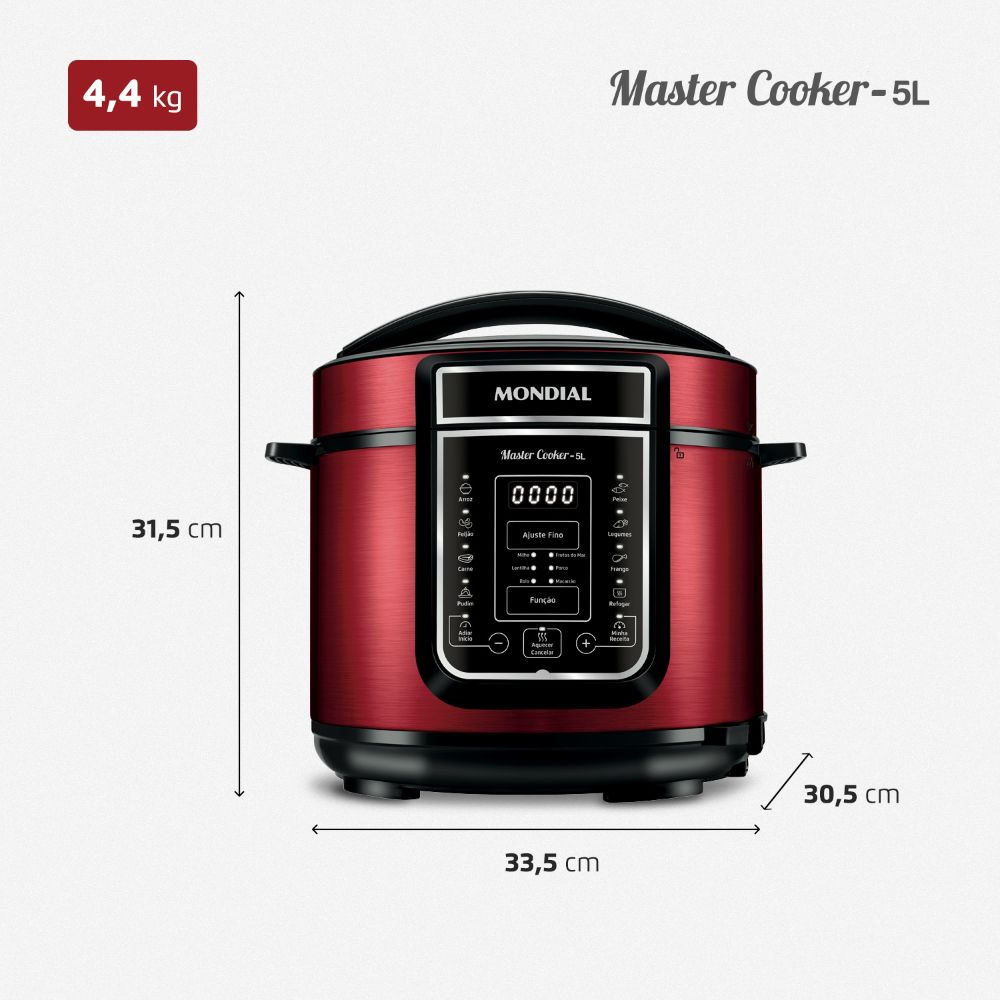 4,4 kg
Master Cooker-5L
MONDIAL
Master Cooker-5L
0000
Arroz
Peixe
Ajuste Fino
Feijão
Legumes
Milho
Frutos do Mar
Carne
Lentilha
Porco
Frango
Bolo
Macarrão
Pudim
Função
Refogar
Adiar
Início
−
Aquecer
Cancelar
+
Minha
Receita
31,5 cm
30,5 cm
33,5 cm